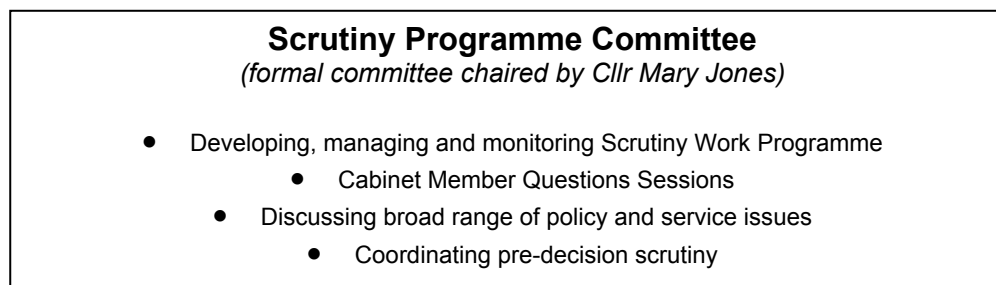 Scrutiny Programme Committee
(formal committee chaired by Cllr Mary Jones)
● Developing, managing and monitoring Scrutiny Work Programme
● Cabinet Member Questions Sessions
● Discussing broad range of policy and service issues
● Coordinating pre-decision scrutiny